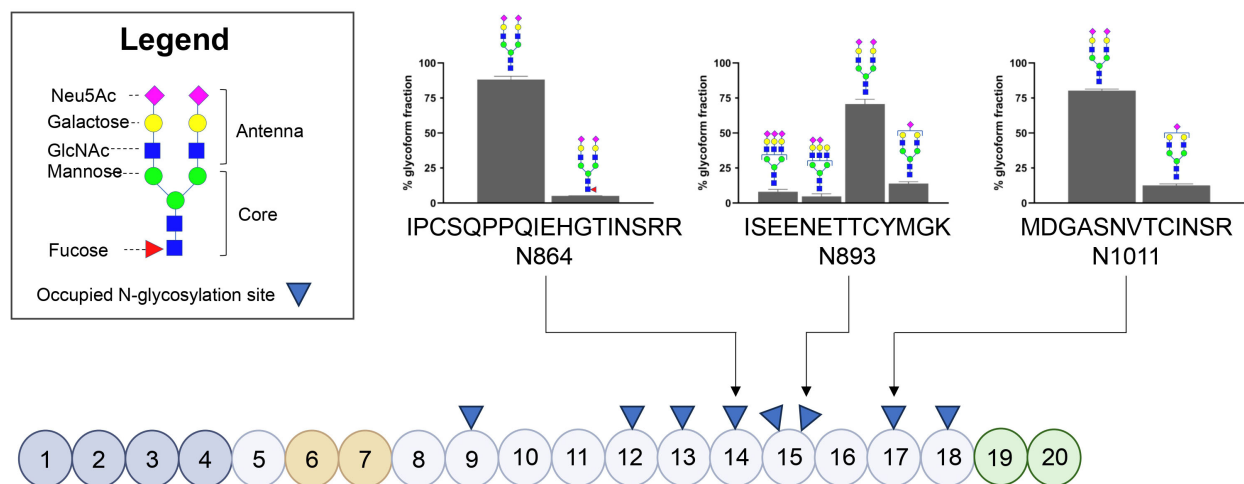 Legend
Neu5Ac
Galactose
GlcNAc
Mannose
Fucose
Antenna
Core
Occupied N-glycosylation site
% glycoform fraction
100
75
50
25
0
IPCSQPPQIEHGTINSRR
N864
% glycoform fraction
100
75
50
25
0
ISEENETTCYMGK
N893
% glycoform fraction
100
75
50
25
0
MDGASNVTCINSR
N1011
1 2 3 4 5 6 7 8 9 10 11 12 13 14 15 16 17 18 19 20